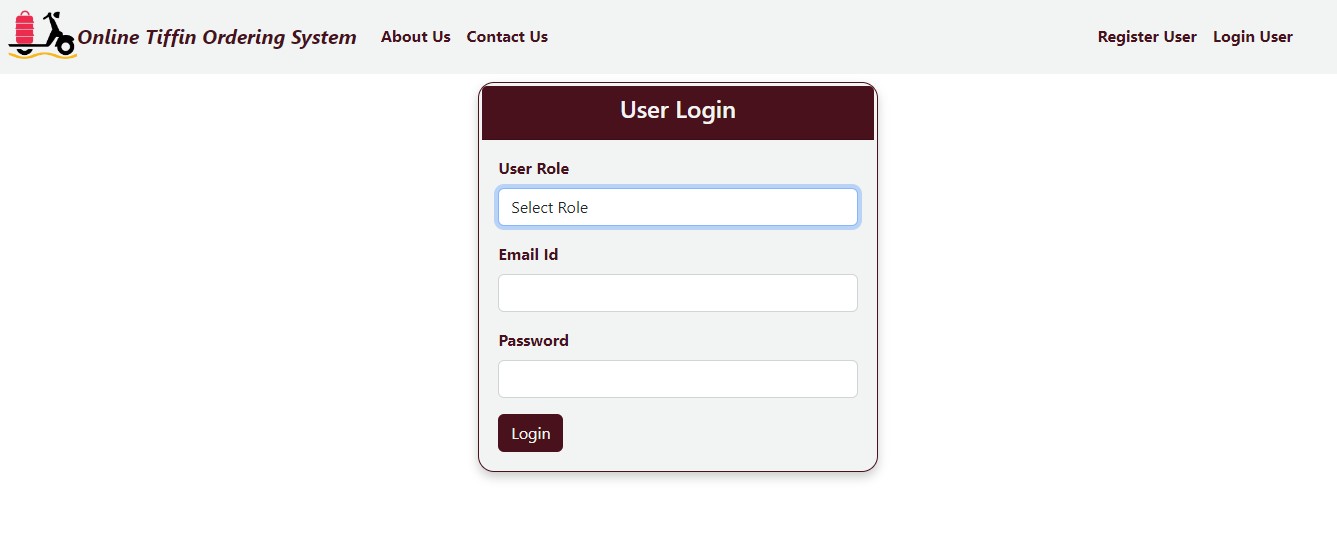 Online Tiffin Ordering System About Us Contact Us Register User Login User
User Login
User Role
Select Role
Email Id
Password
Login